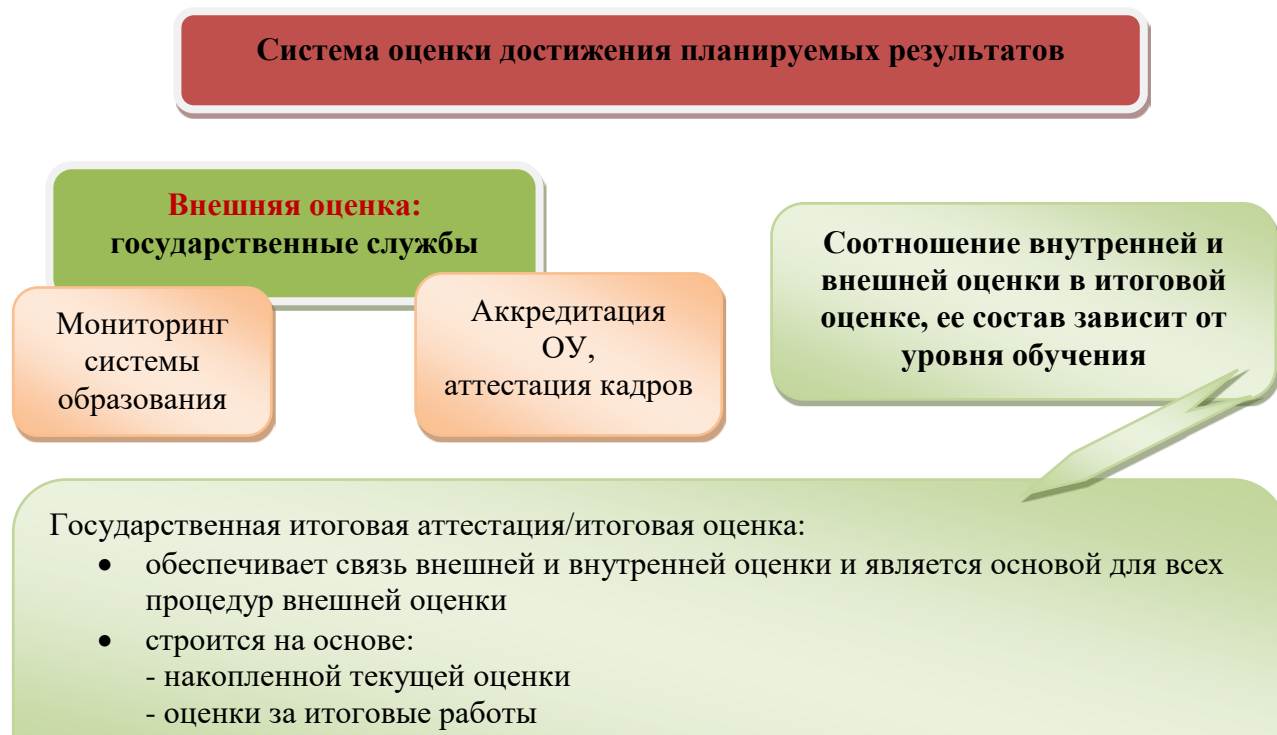 Система оценки достижения планируемых результатов
Внешняя оценка:
государственные службы
Мониторинг
системы
образования
Аккредитация
ОУ,
аттестация кадров
Соотношение внутренней и
внешней оценки в итоговой
оценке, ее состав зависит от
уровня обучения
Государственная итоговая аттестация/итоговая оценка:
• обеспечивает связь внешней и внутренней оценки и является основой для всех
процедур внешней оценки
• строится на основе:
- накопленной текущей оценки
- оценки за итоговые работы